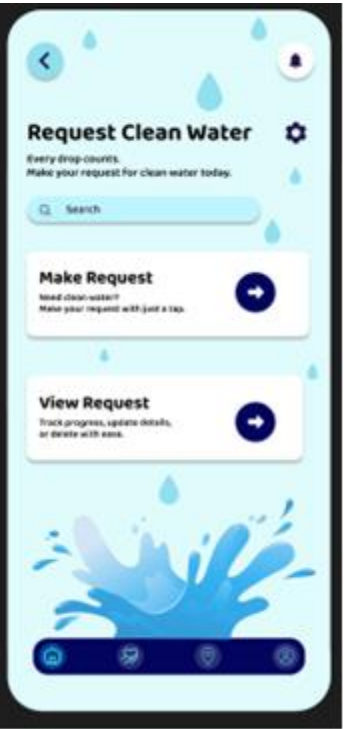 Request Clean Water
Every drop counts.
Make your request for clean water today.
Search
Make Request
Need clean water?
Make your request with just a tap.
View Request
Track progress, update details,
or delete with ease.